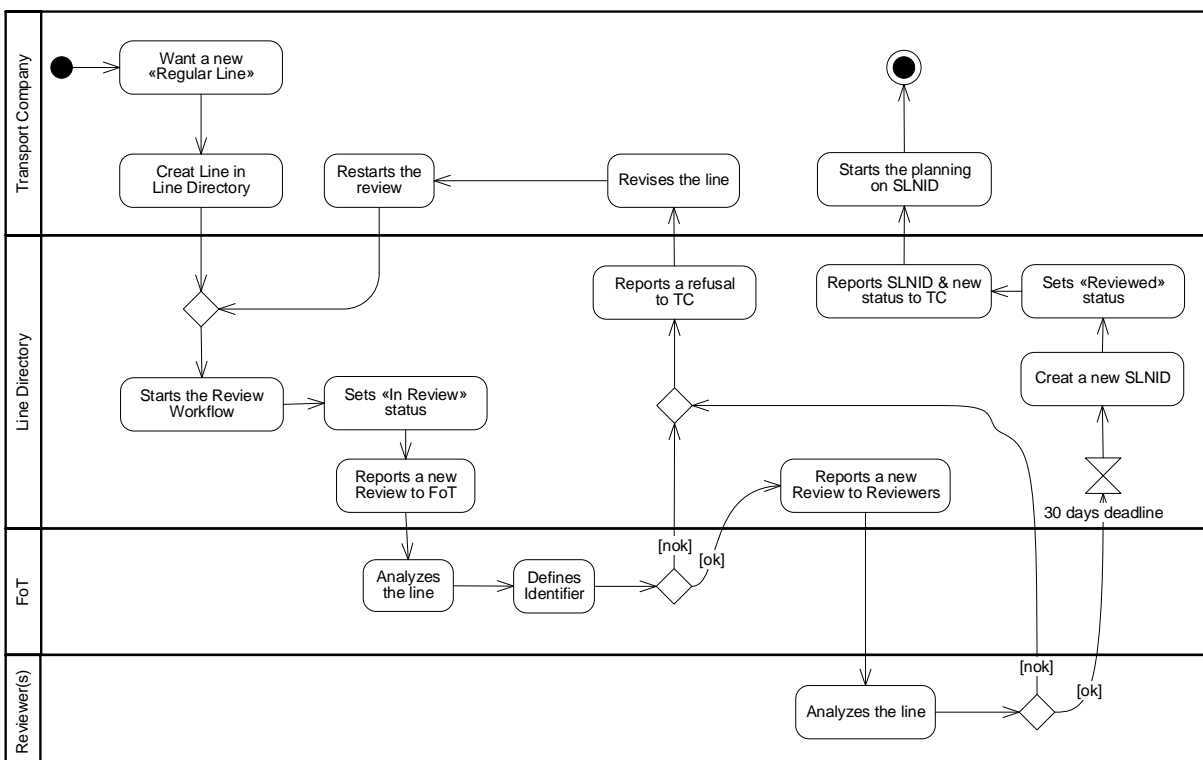 Transport Company
Want a new
«Regular Line»
Creat Line in
Line Directory
Restarts the
review
Revises the line
Starts the planning
on SLNID
Line Directory
Reports a refusal
to TC
Reports SLNID & new
status to TC
Sets «Reviewed»
status
Creat a new SLNID
Starts the Review
Workflow
Sets «In Review»
status
Reports a new
Review to FoT
Reports a new
Review to Reviewers
30 days deadline
FoT
[nok]
[ok]
Analyzes
the line
Defines
Identifier
Reviewer(s)
[nok]
[ok]
Analyzes the line